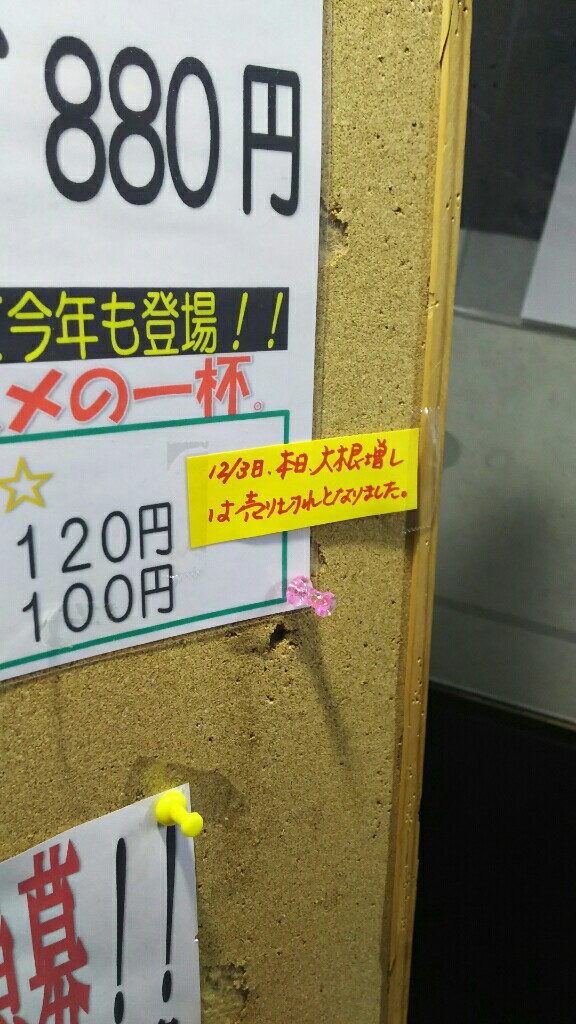 880円
今年も登場!!
メの一杯。
☆
120円
100円
12/3日、本日、大根増し
は売り切れとなりました。
募!!